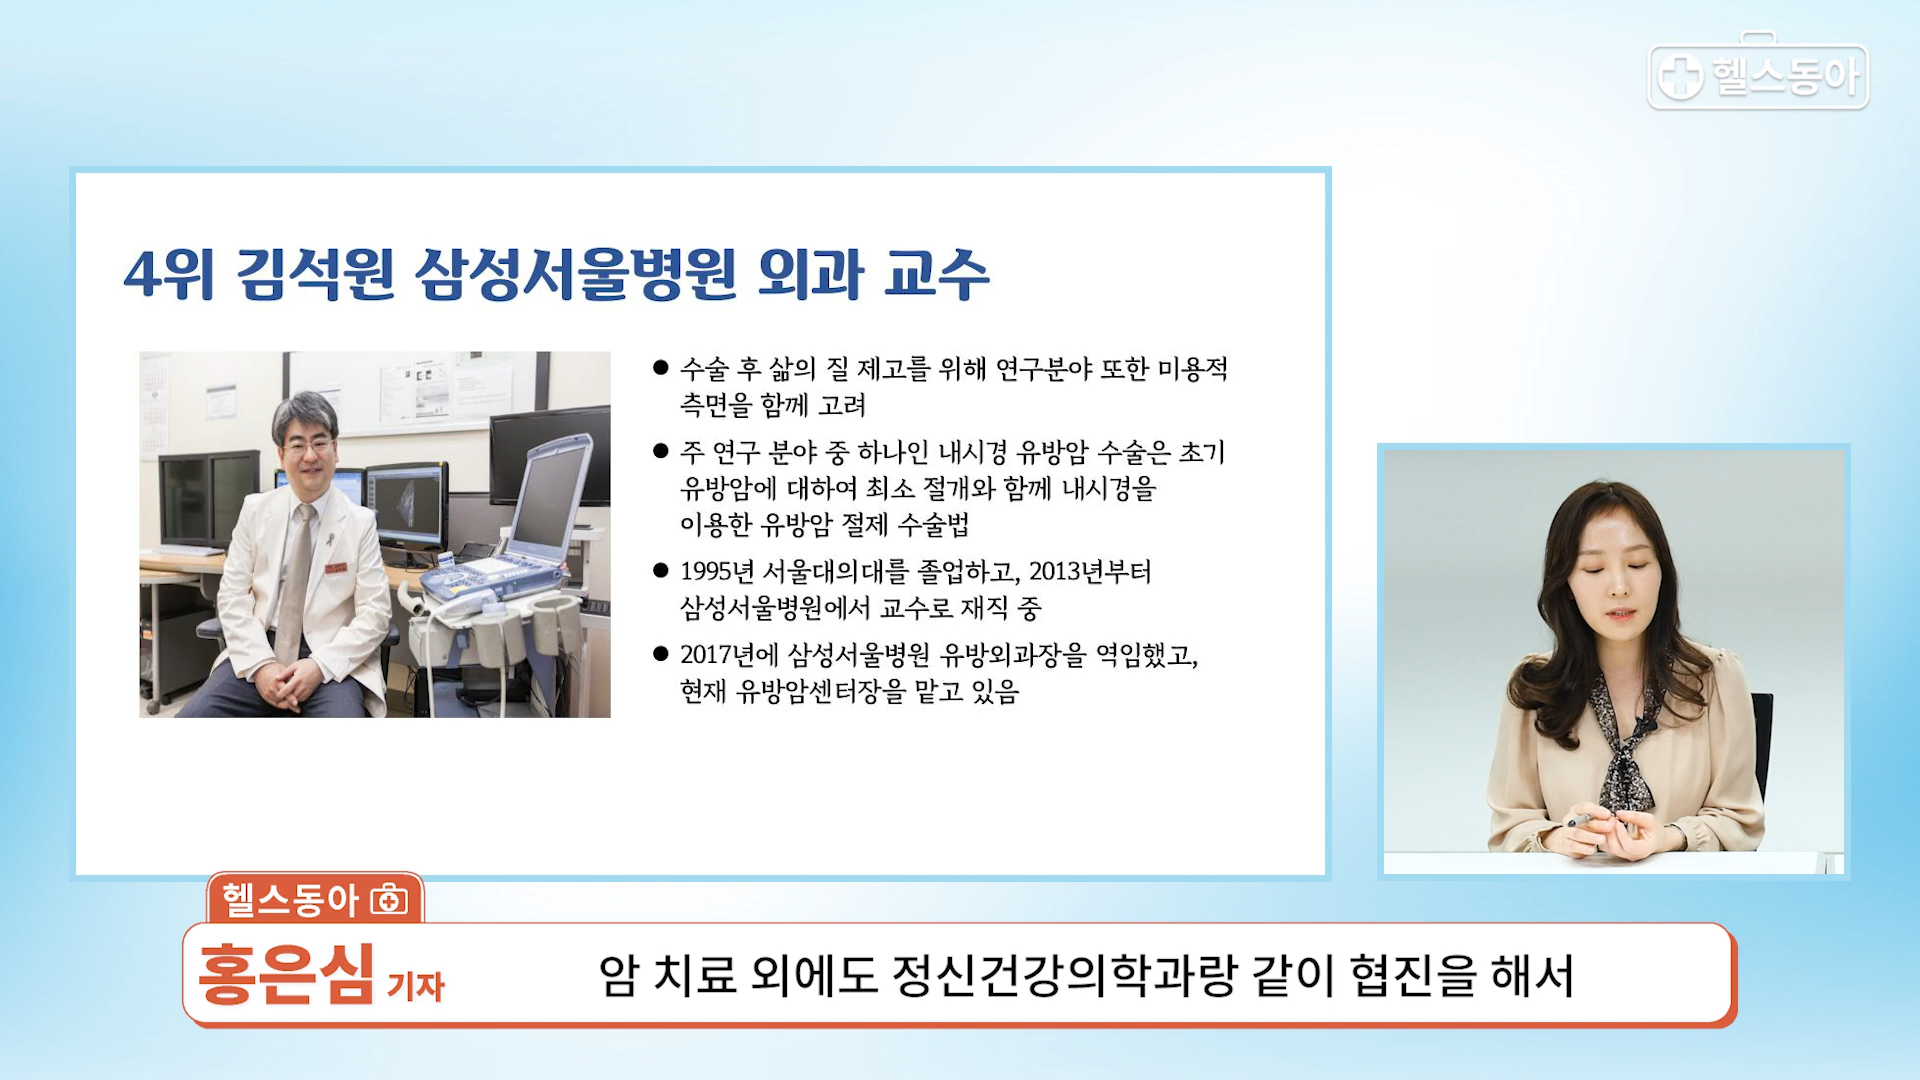 헬스동아
4위 김석원 삼성서울병원 외과 교수
● 수술 후 삶의 질 제고를 위해 연구분야 또한 미용적
측면을 함께 고려
● 주 연구 분야 중 하나인 내시경 유방암 수술은 초기
유방암에 대하여 최소 절개와 함께 내시경을
이용한 유방암 절제 수술법
● 1995년 서울대의대를 졸업하고, 2013년부터
삼성서울병원에서 교수로 재직 중
● 2017년에 삼성서울병원 유방외과장을 역임했고,
현재 유방암센터장을 맡고 있음
헬스동아
홍은심 기자
암 치료 외에도 정신건강의학과랑 같이 협진을 해서